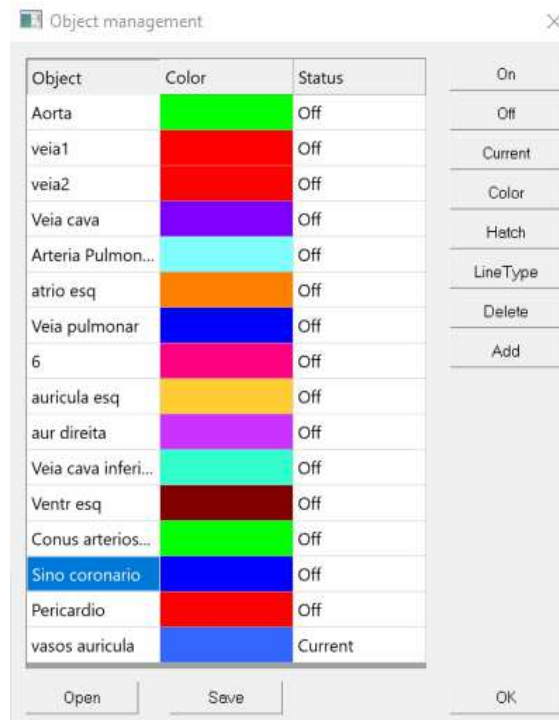 Object management
Object Color Status
Aorta Off
veia1 Off
veia2 Off
Veia cava Off
Arteria Pulmon... Off
atrio esq Off
Veia pulmonar Off
6 Off
auricula esq Off
aur direita Off
Veia cava inferi... Off
Ventr esq Off
Conus arterios... Off
Sino coronario Off
Pericardio Off
vasos auricula Current
On
Off
Current
Color
Hatch
LineType
Delete
Add
Open Save OK